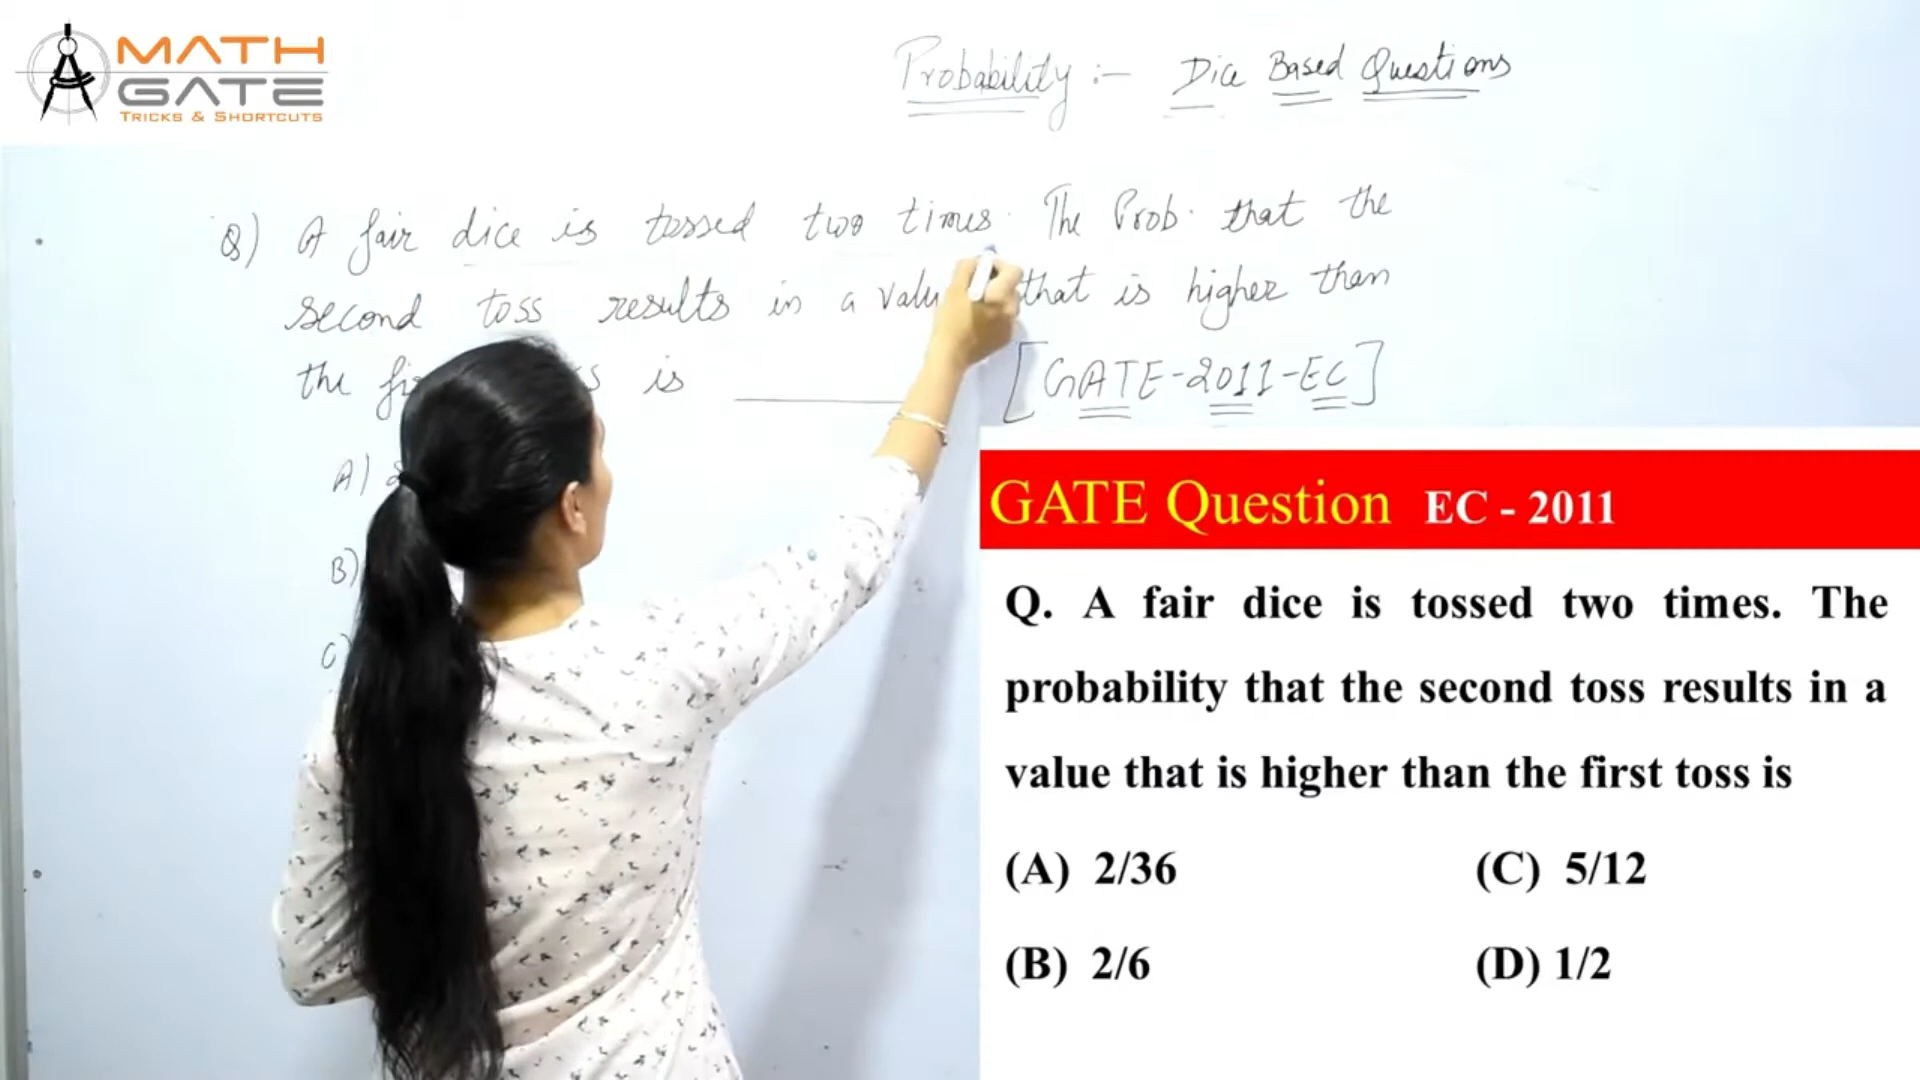 MATH
GATE
TRICKS & SHORTCUTS
Probability :- Dice Based Questions
Q) A fair dice is tossed two times. The Prob. that the
second toss results in a that is higher than
the is ________ [GATE-2011-EC]
A)
B)
C)
GATE Question EC - 2011
Q. A fair dice is tossed two times. The
probability that the second toss results in a
value that is higher than the first toss is
(A) 2/36 (C) 5/12
(B) 2/6 (D) 1/2